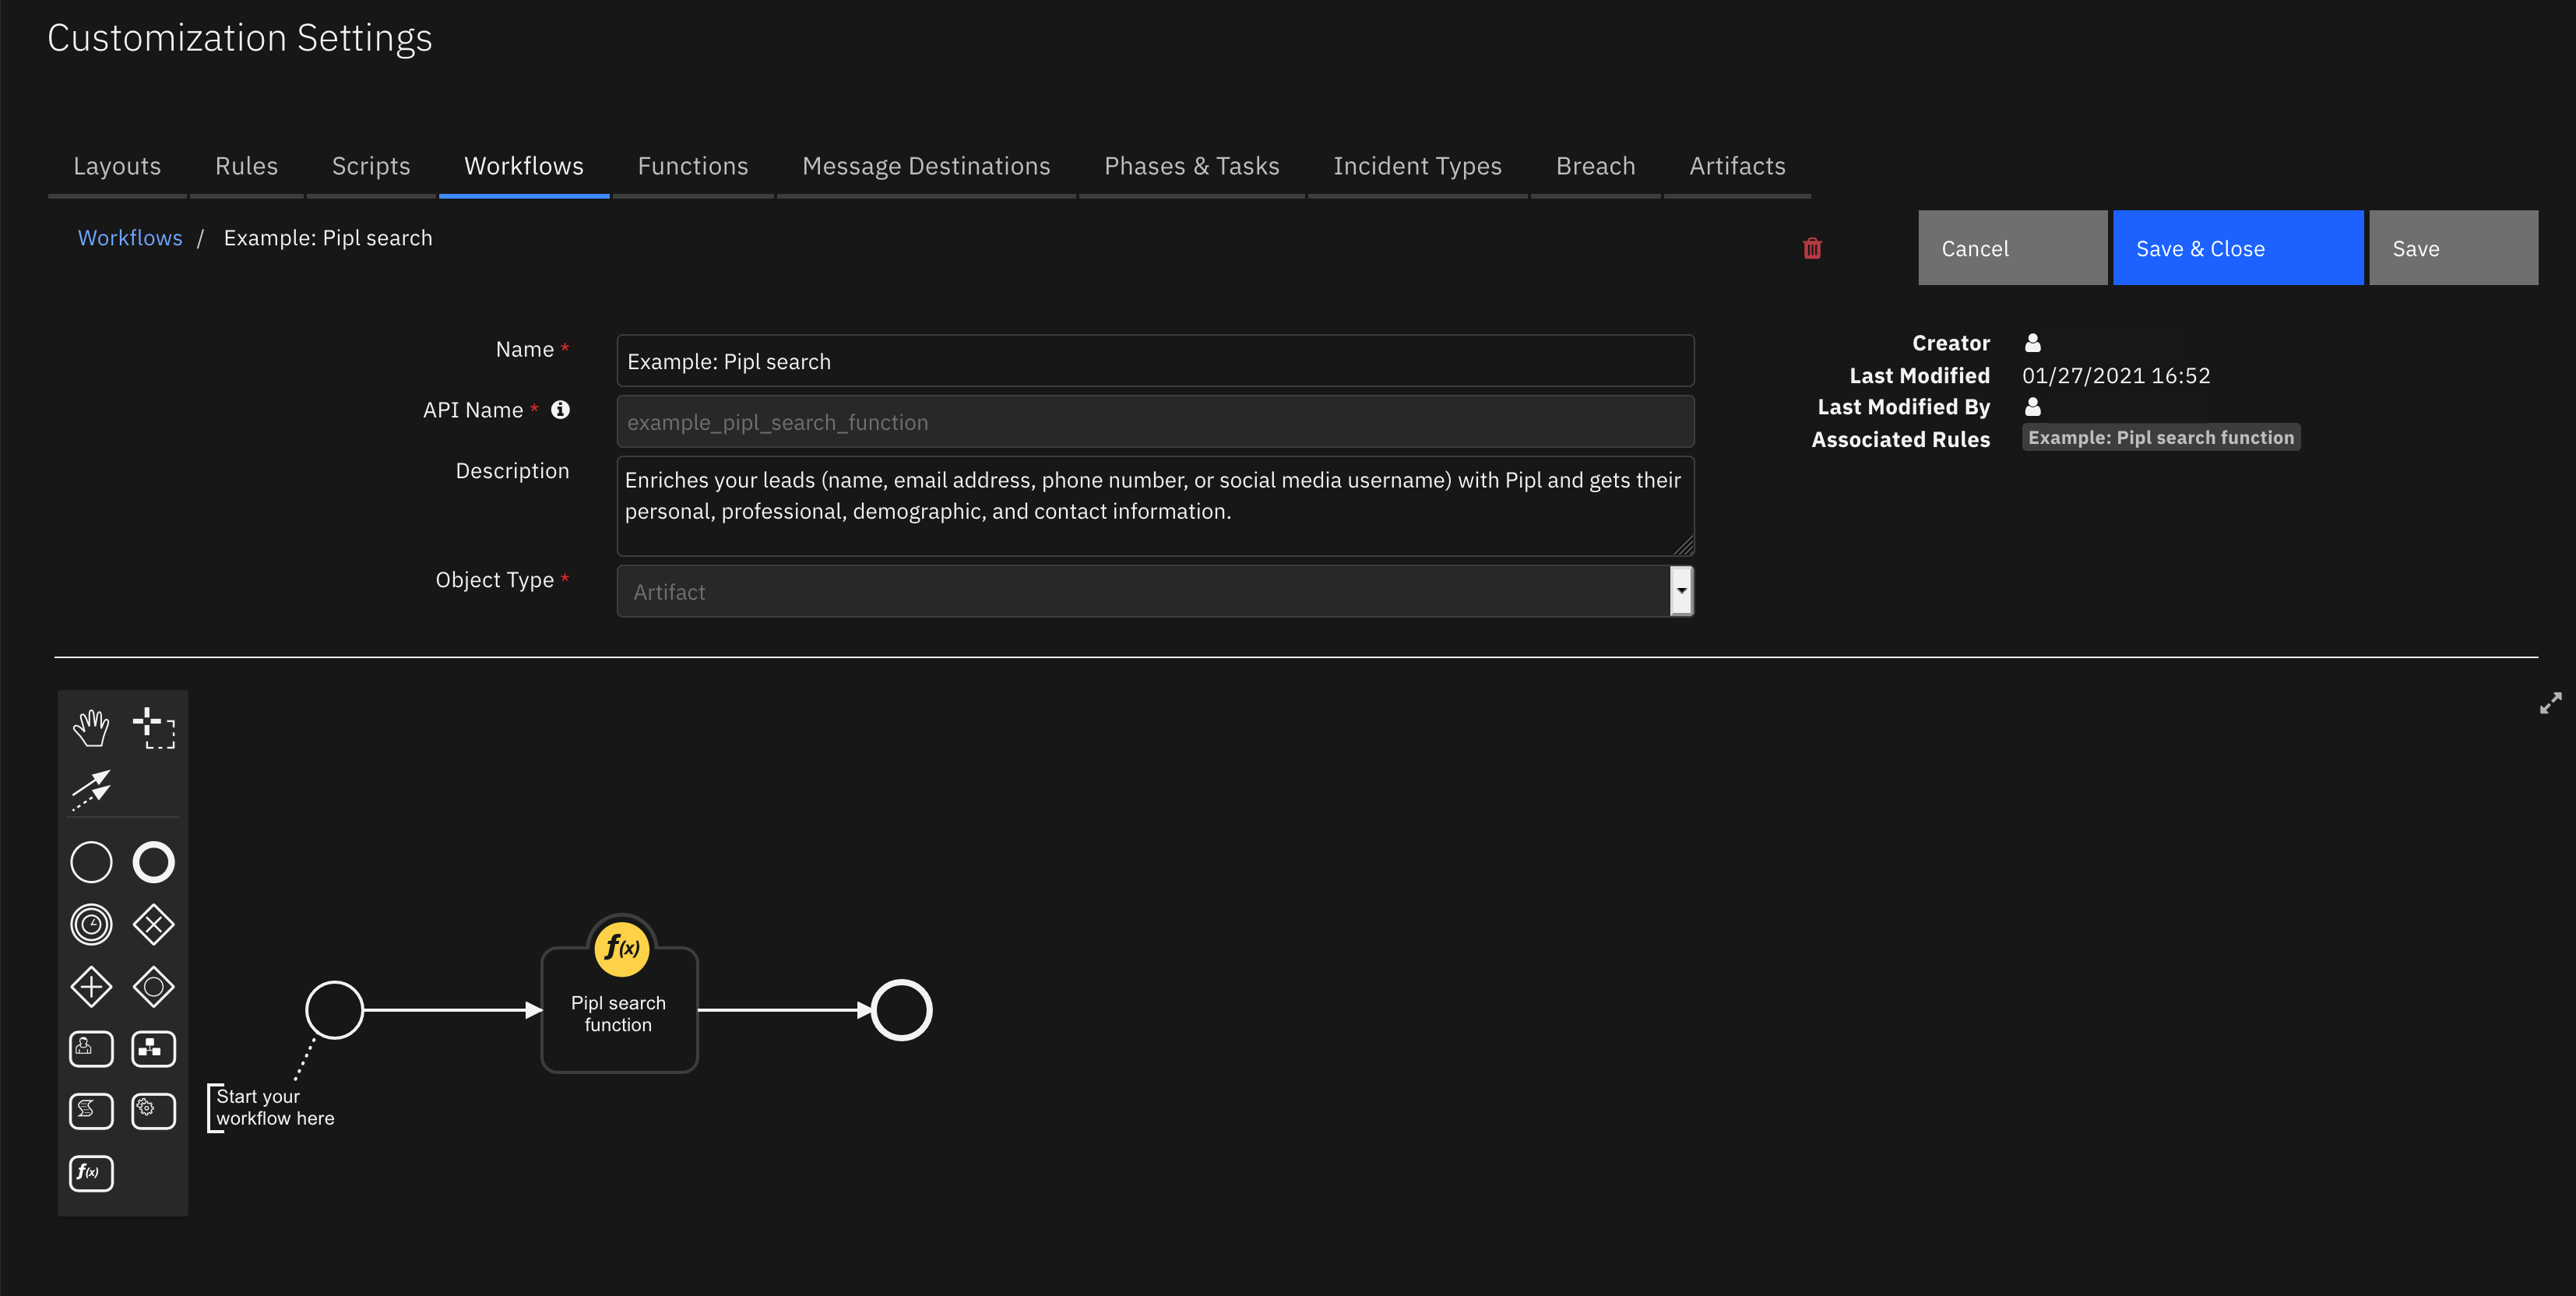 Customization Settings
Layouts
Rules
Scripts
Workflows
Functions
Message Destinations
Phases & Tasks
Incident Types
Breach
Artifacts
Workflows / Example: Pipl search
Cancel
Save & Close
Save
Name *
Example: Pipl search
API Name *
example_pipl_search_function
Description
Enriches your leads (name, email address, phone number, or social media username) with Pipl and gets their
personal, professional, demographic, and contact information.
Object Type *
Artifact
Creator
Last Modified 01/27/2021 16:52
Last Modified By
Associated Rules Example: Pipl search function
f(x)
Pipl search
function
Start your
workflow here
f(x)